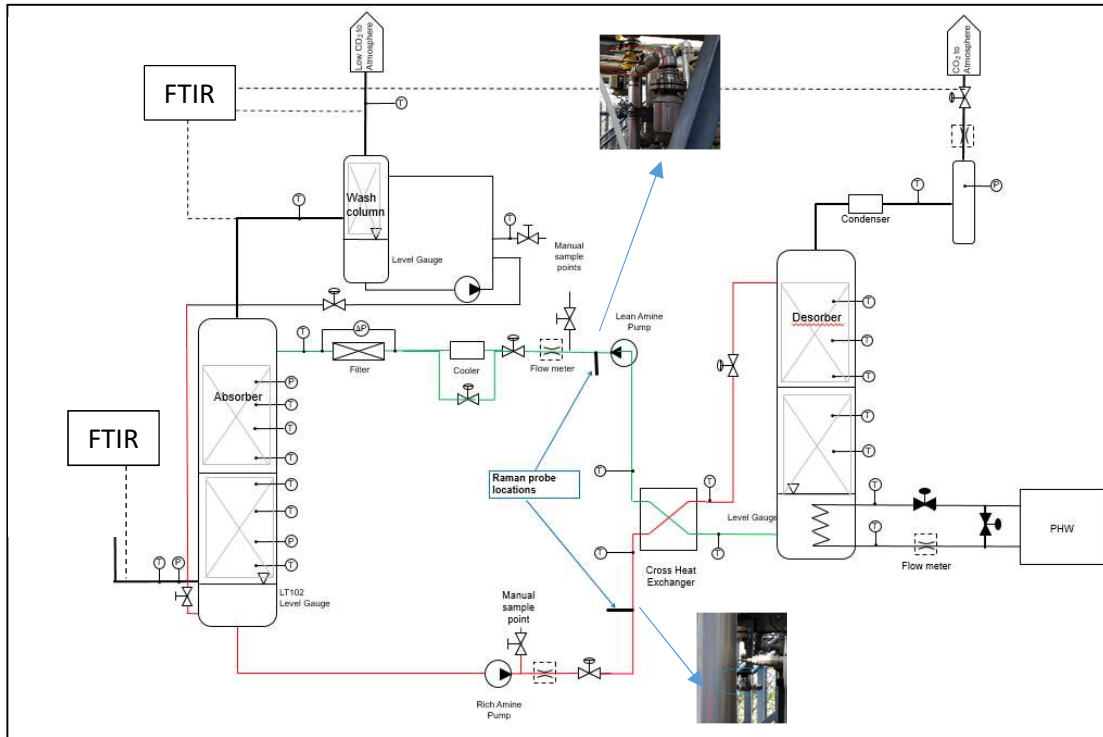 Low CO₂ to
Atmosphere
CO₂ to
Atmosphere
FTIR
T
T
P
Wash
column
T
T
Condenser
Level Gauge
Manual
sample
points
Lean Amine
Pump
Desorber
T
T
T
T
ΔP
Filter
Cooler
Flow meter
Absorber
P
T
T
T
T
T
FTIR
Raman probe
locations
T
T
T
T
P
T
T
P
T
T
Level Gauge
T
T
Flow meter
PHW
Cross Heat
Exchanger
LT102
Level Gauge
Manual
sample
point
Rich Amine
Pump